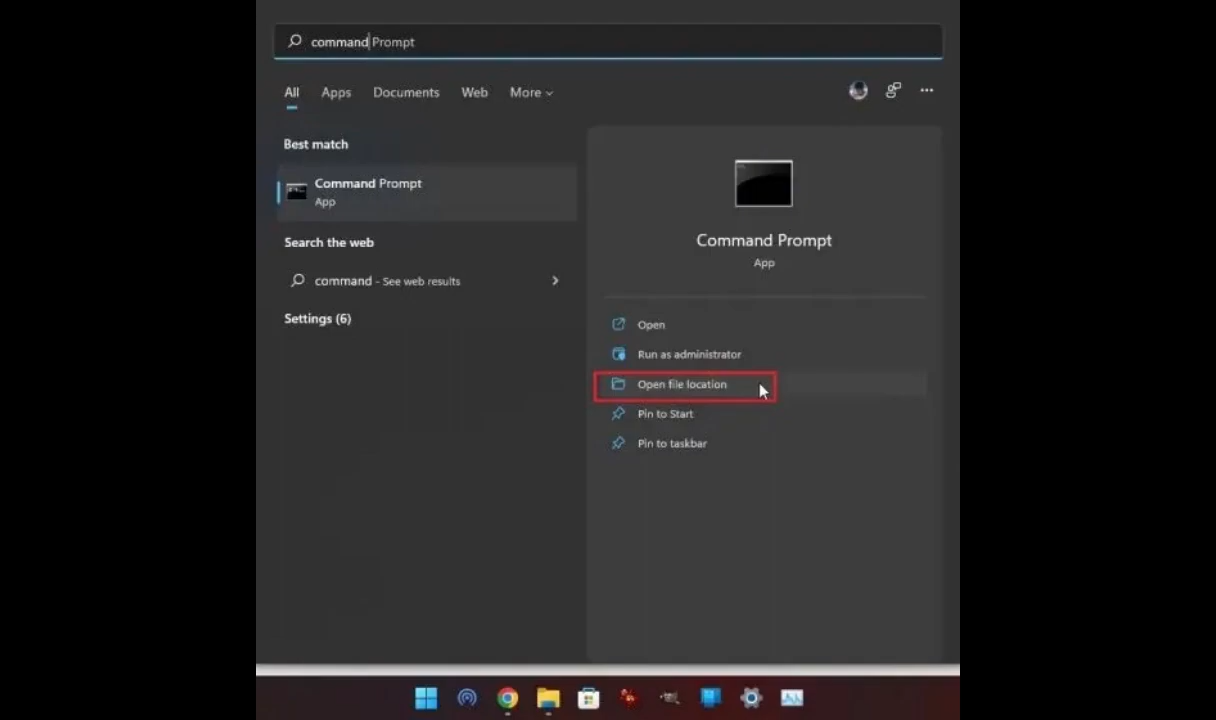 command Prompt
All Apps Documents Web More
Best match
Command Prompt
App
Search the web
command - See web results
Settings (6)
Command Prompt
App
Open
Run as administrator
Open file location
Pin to Start
Pin to taskbar